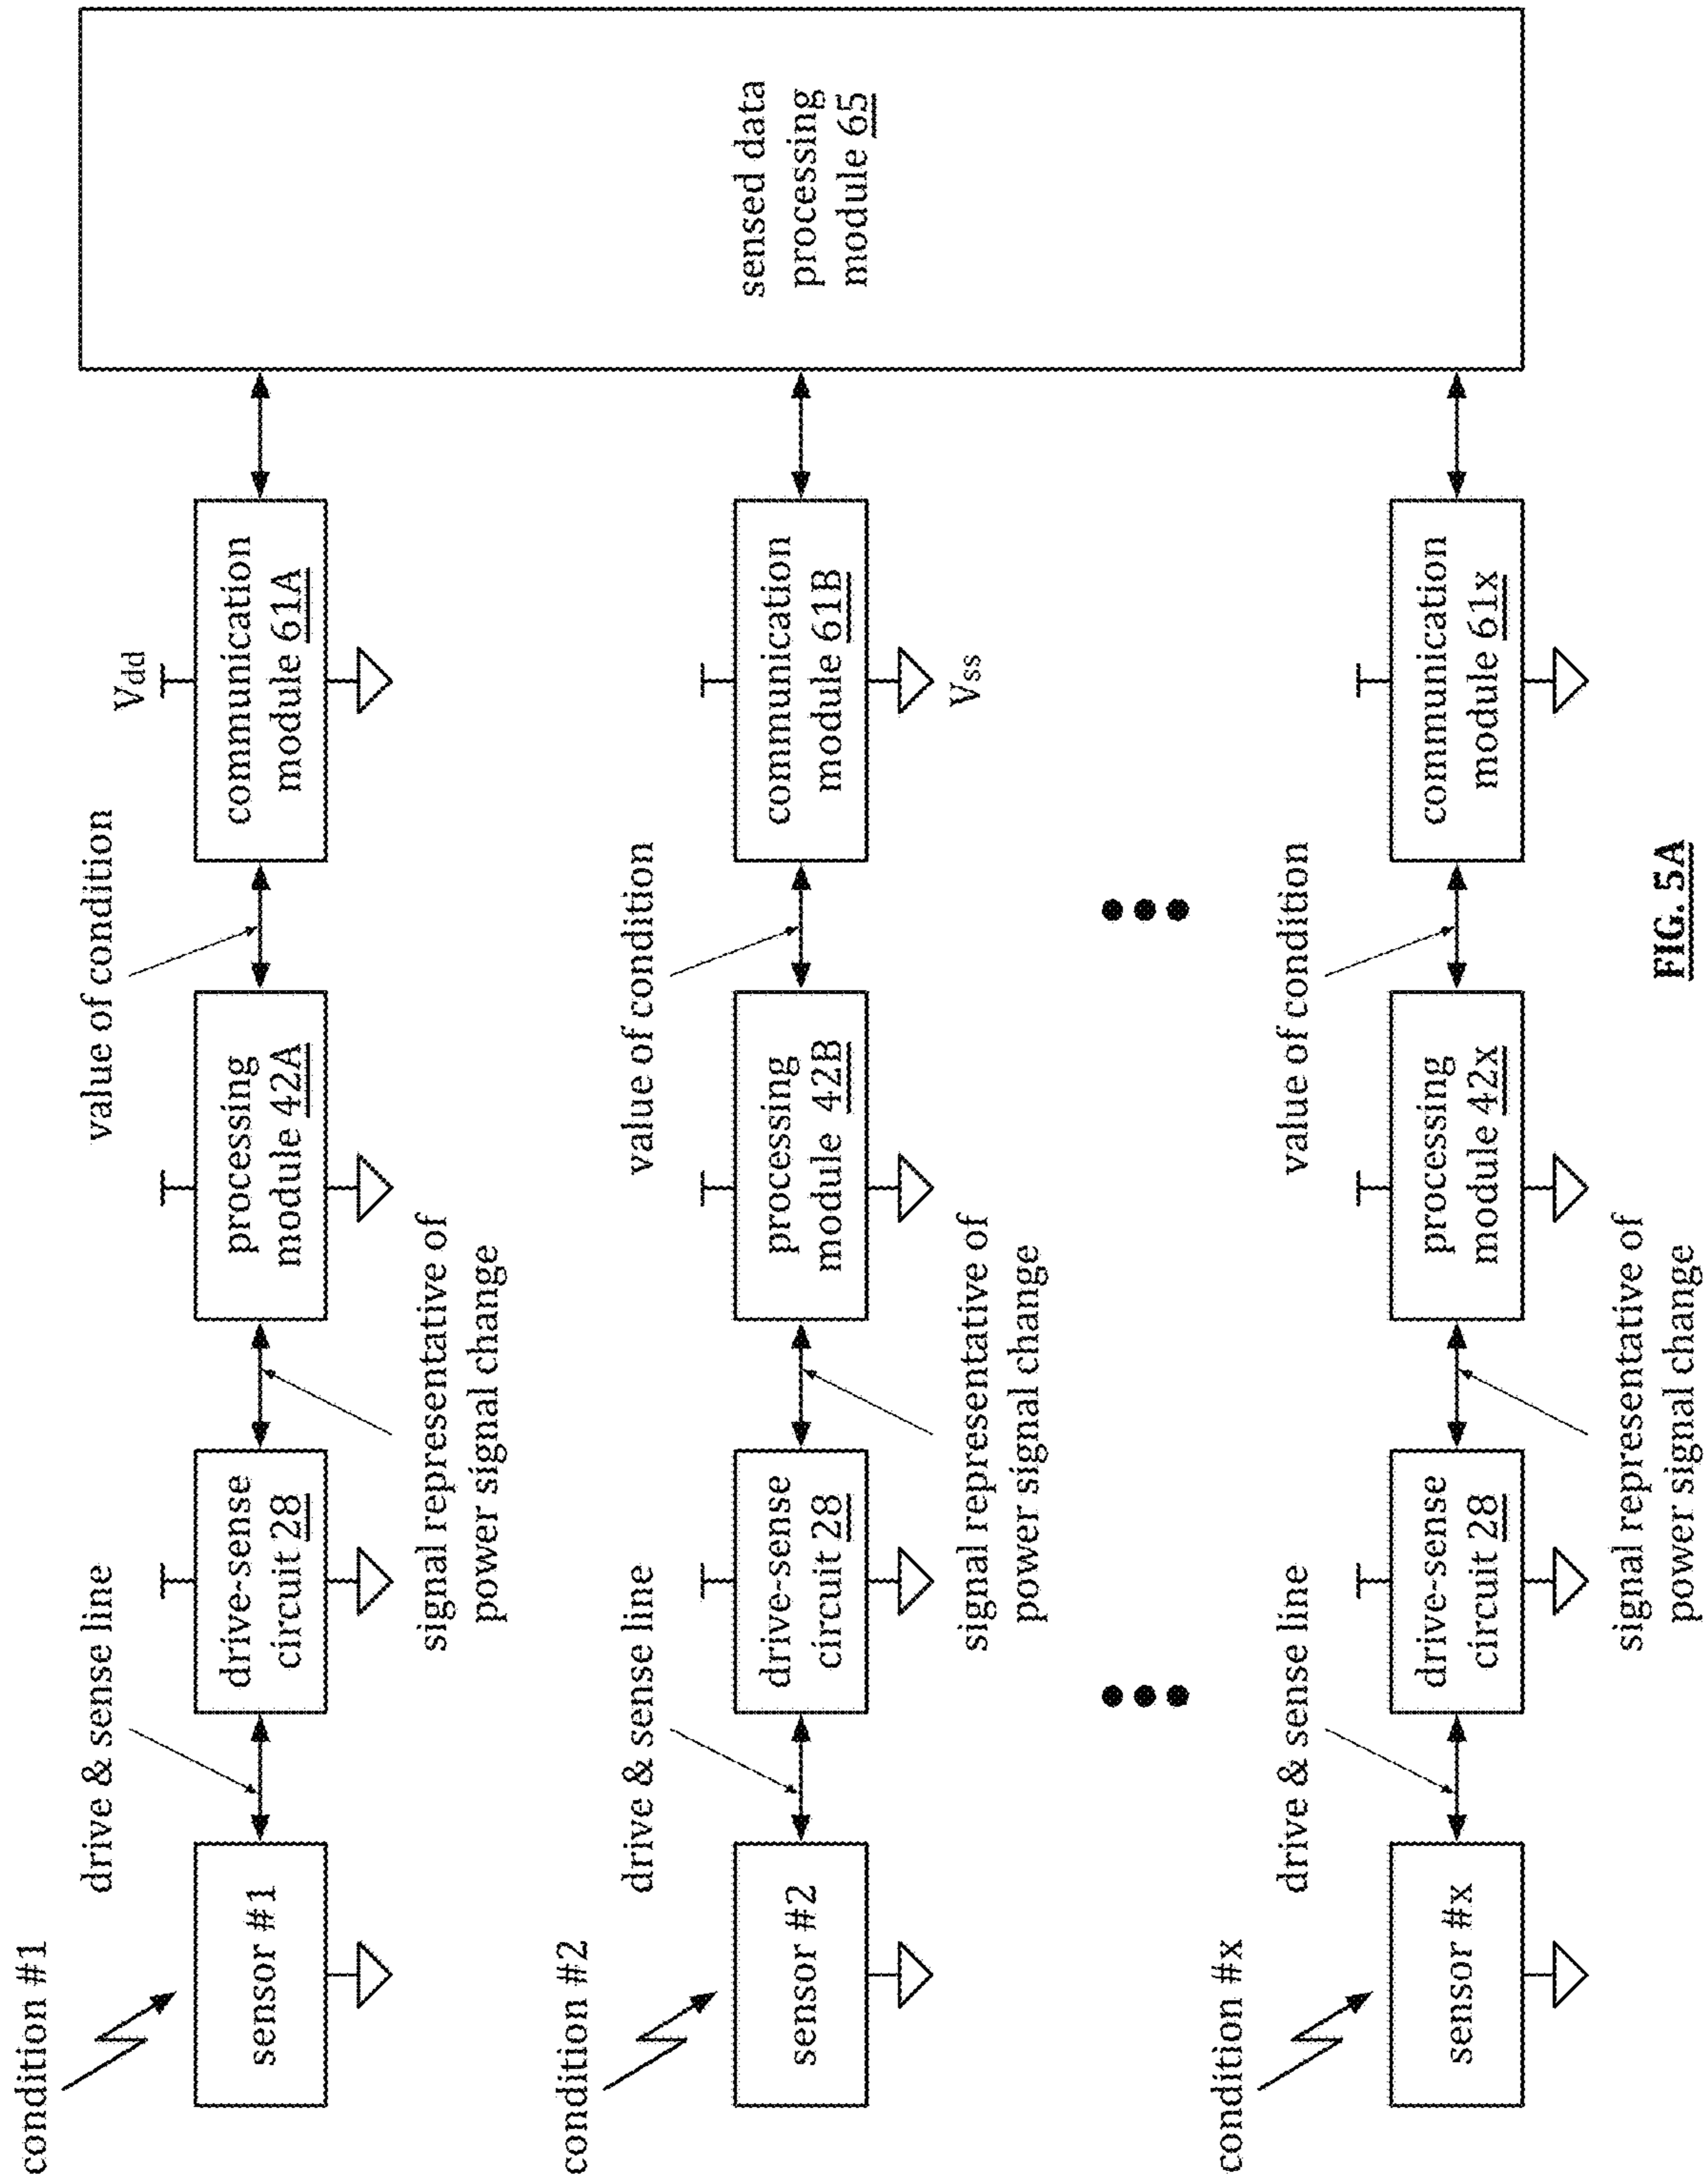 condition #1
drive & sense line
value of condition
Vdd
sensor #1
drive-sense
circuit 28
processing
module 42A
communication
module 61A
signal representative of
power signal change
condition #2
drive & sense line
value of condition
sensor #2
drive-sense
circuit 28
processing
module 42B
communication
module 61B
Vss
signal representative of
power signal change
sensed data
processing
module 65
condition #x
drive & sense line
value of condition
sensor #x
drive-sense
circuit 28
processing
module 42x
communication
module 61x
signal representative of
power signal change
FIG. 5A